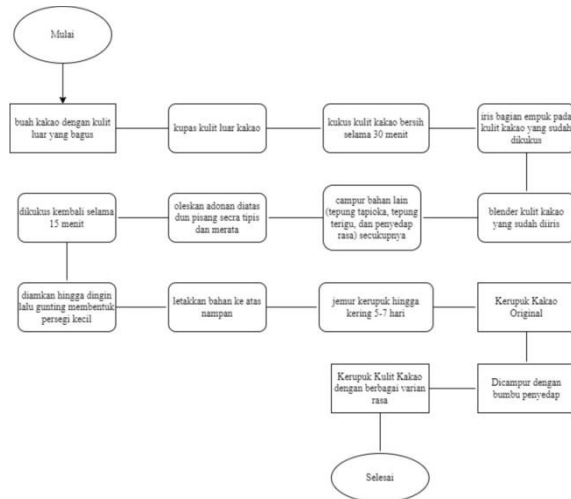 Mulai
buah kakao dengan kulit
luar yang bagus
kupas kulit luar kakao
kukus kulit kakao bersih
selama 30 menit
iris bagian empuk pada
kulit kakao yang sudah
dikukus
blender kulit kakao
yang sudah diiris
campur bahan lain
(tepung tapioka, tepung
terigu, dan penyedap
rasa) secukupnya
oleskan adonan diatas
dun pisang secra tipis
dan merata
dikukus kembali selama
15 menit
diamkan hingga dingin
lalu gunting membentuk
persegi kecil
letakkan bahan ke atas
nampan
jemur kerupuk hingga
kering 5-7 hari
Kerupuk Kakao
Original
Dicampur dengan
bumbu penyedap
Kerupuk Kulit Kakao
dengan berbagai varian
rasa
Selesai